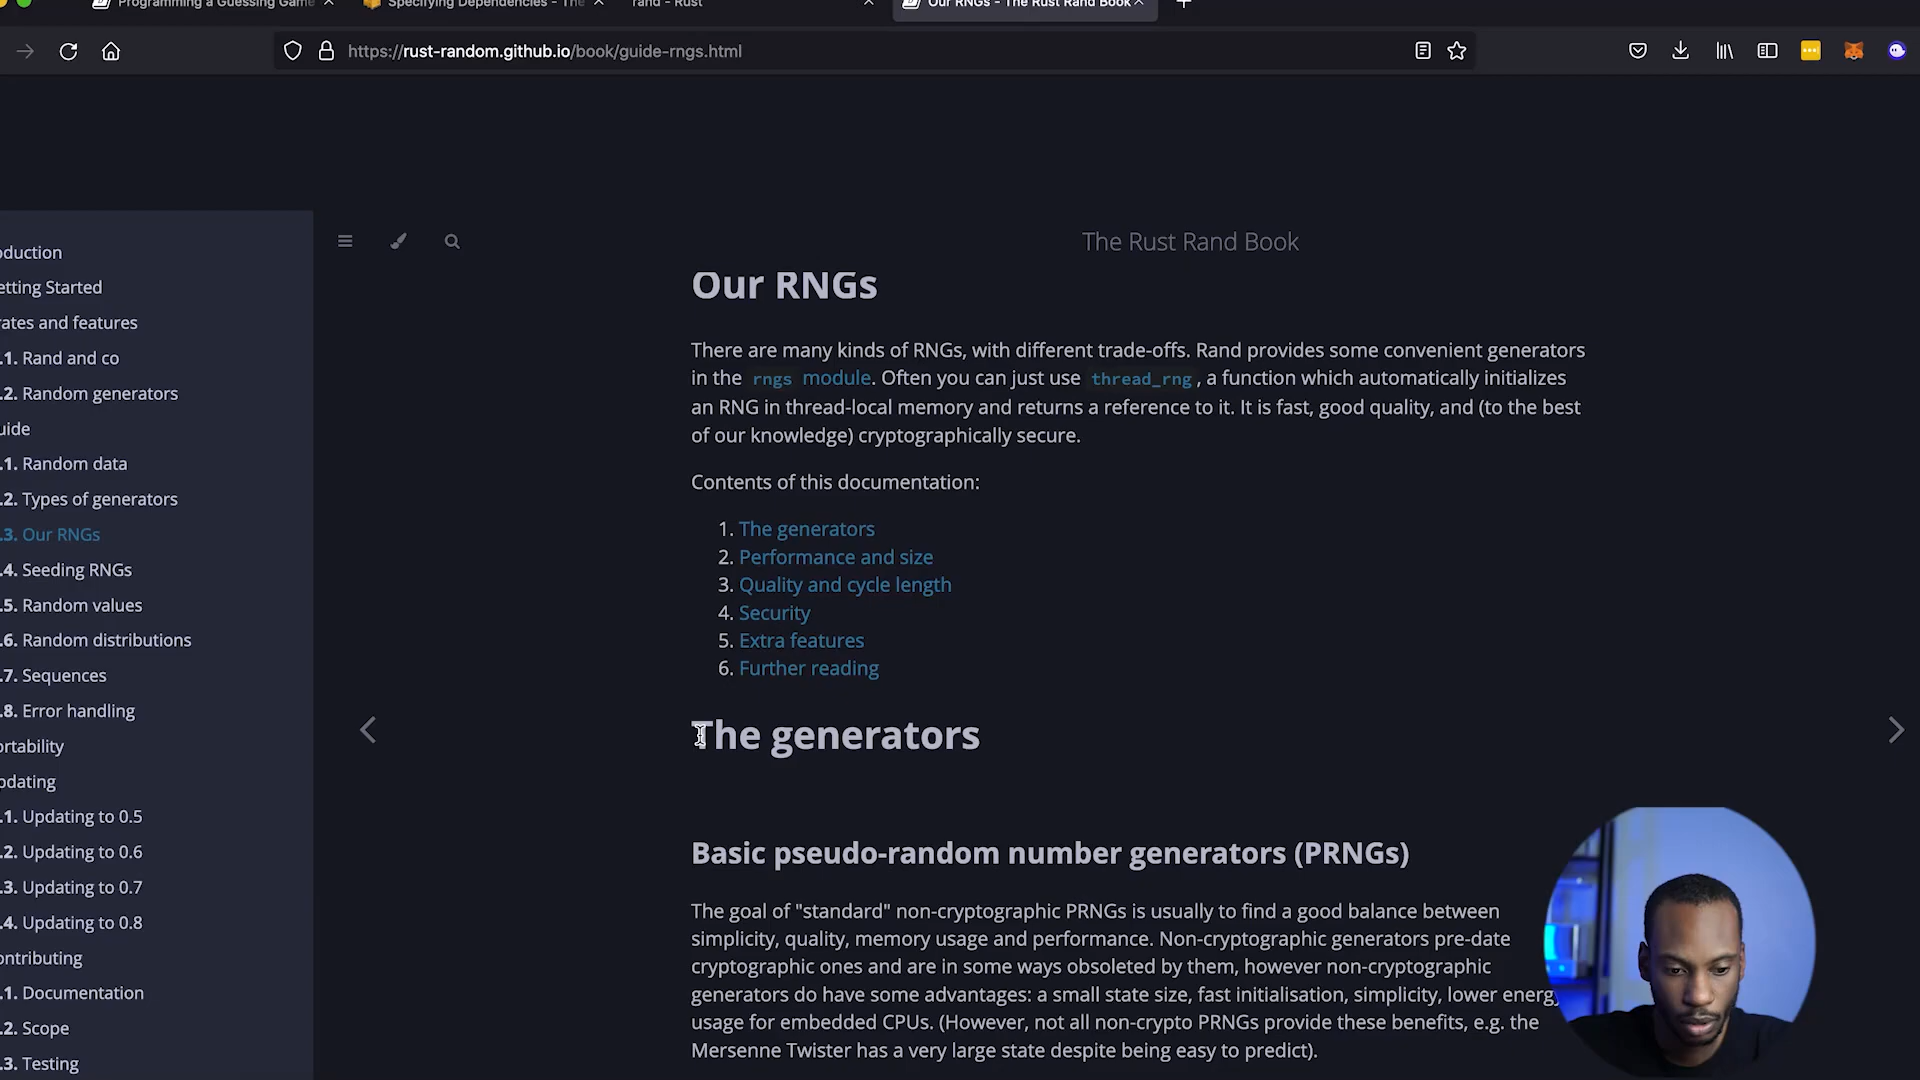 Programming a Guessing Game
Specifying Dependencies - The
rand - Rust
Our RNGs - The Rust Rand Book
https://rust-random.github.io/book/guide-rngs.html
oduction
etting Started
rates and features
.1. Rand and co
.2. Random generators
uide
.1. Random data
.2. Types of generators
.3. Our RNGs
.4. Seeding RNGs
.5. Random values
.6. Random distributions
.7. Sequences
.8. Error handling
ortability
pdating
.1. Updating to 0.5
.2. Updating to 0.6
.3. Updating to 0.7
.4. Updating to 0.8
ontributing
.1. Documentation
.2. Scope
.3. Testing
The Rust Rand Book
Our RNGs
There are many kinds of RNGs, with different trade-offs. Rand provides some convenient generators
in the rngs module. Often you can just use thread_rng, a function which automatically initializes
an RNG in thread-local memory and returns a reference to it. It is fast, good quality, and (to the best
of our knowledge) cryptographically secure.
Contents of this documentation:
1. The generators
2. Performance and size
3. Quality and cycle length
4. Security
5. Extra features
6. Further reading
The generators
Basic pseudo-random number generators (PRNGs)
The goal of "standard" non-cryptographic PRNGs is usually to find a good balance between
simplicity, quality, memory usage and performance. Non-cryptographic generators pre-date
cryptographic ones and are in some ways obsoleted by them, however non-cryptographic
generators do have some advantages: a small state size, fast initialisation, simplicity, lower energy
usage for embedded CPUs. (However, not all non-crypto PRNGs provide these benefits, e.g. the
Mersenne Twister has a very large state despite being easy to predict).